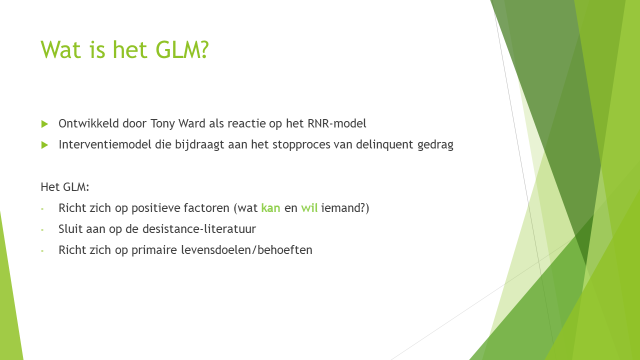 Wat is het GLM?
Ontwikkeld door Tony Ward als reactie op het RNR-model
Interventiemodel die bijdraagt aan het stopproces van delinquent gedrag
Het GLM:
- Richt zich op positieve factoren (wat kan en wil iemand?)
- Sluit aan op de desistance-literatuur
- Richt zich op primaire levensdoelen/behoeften